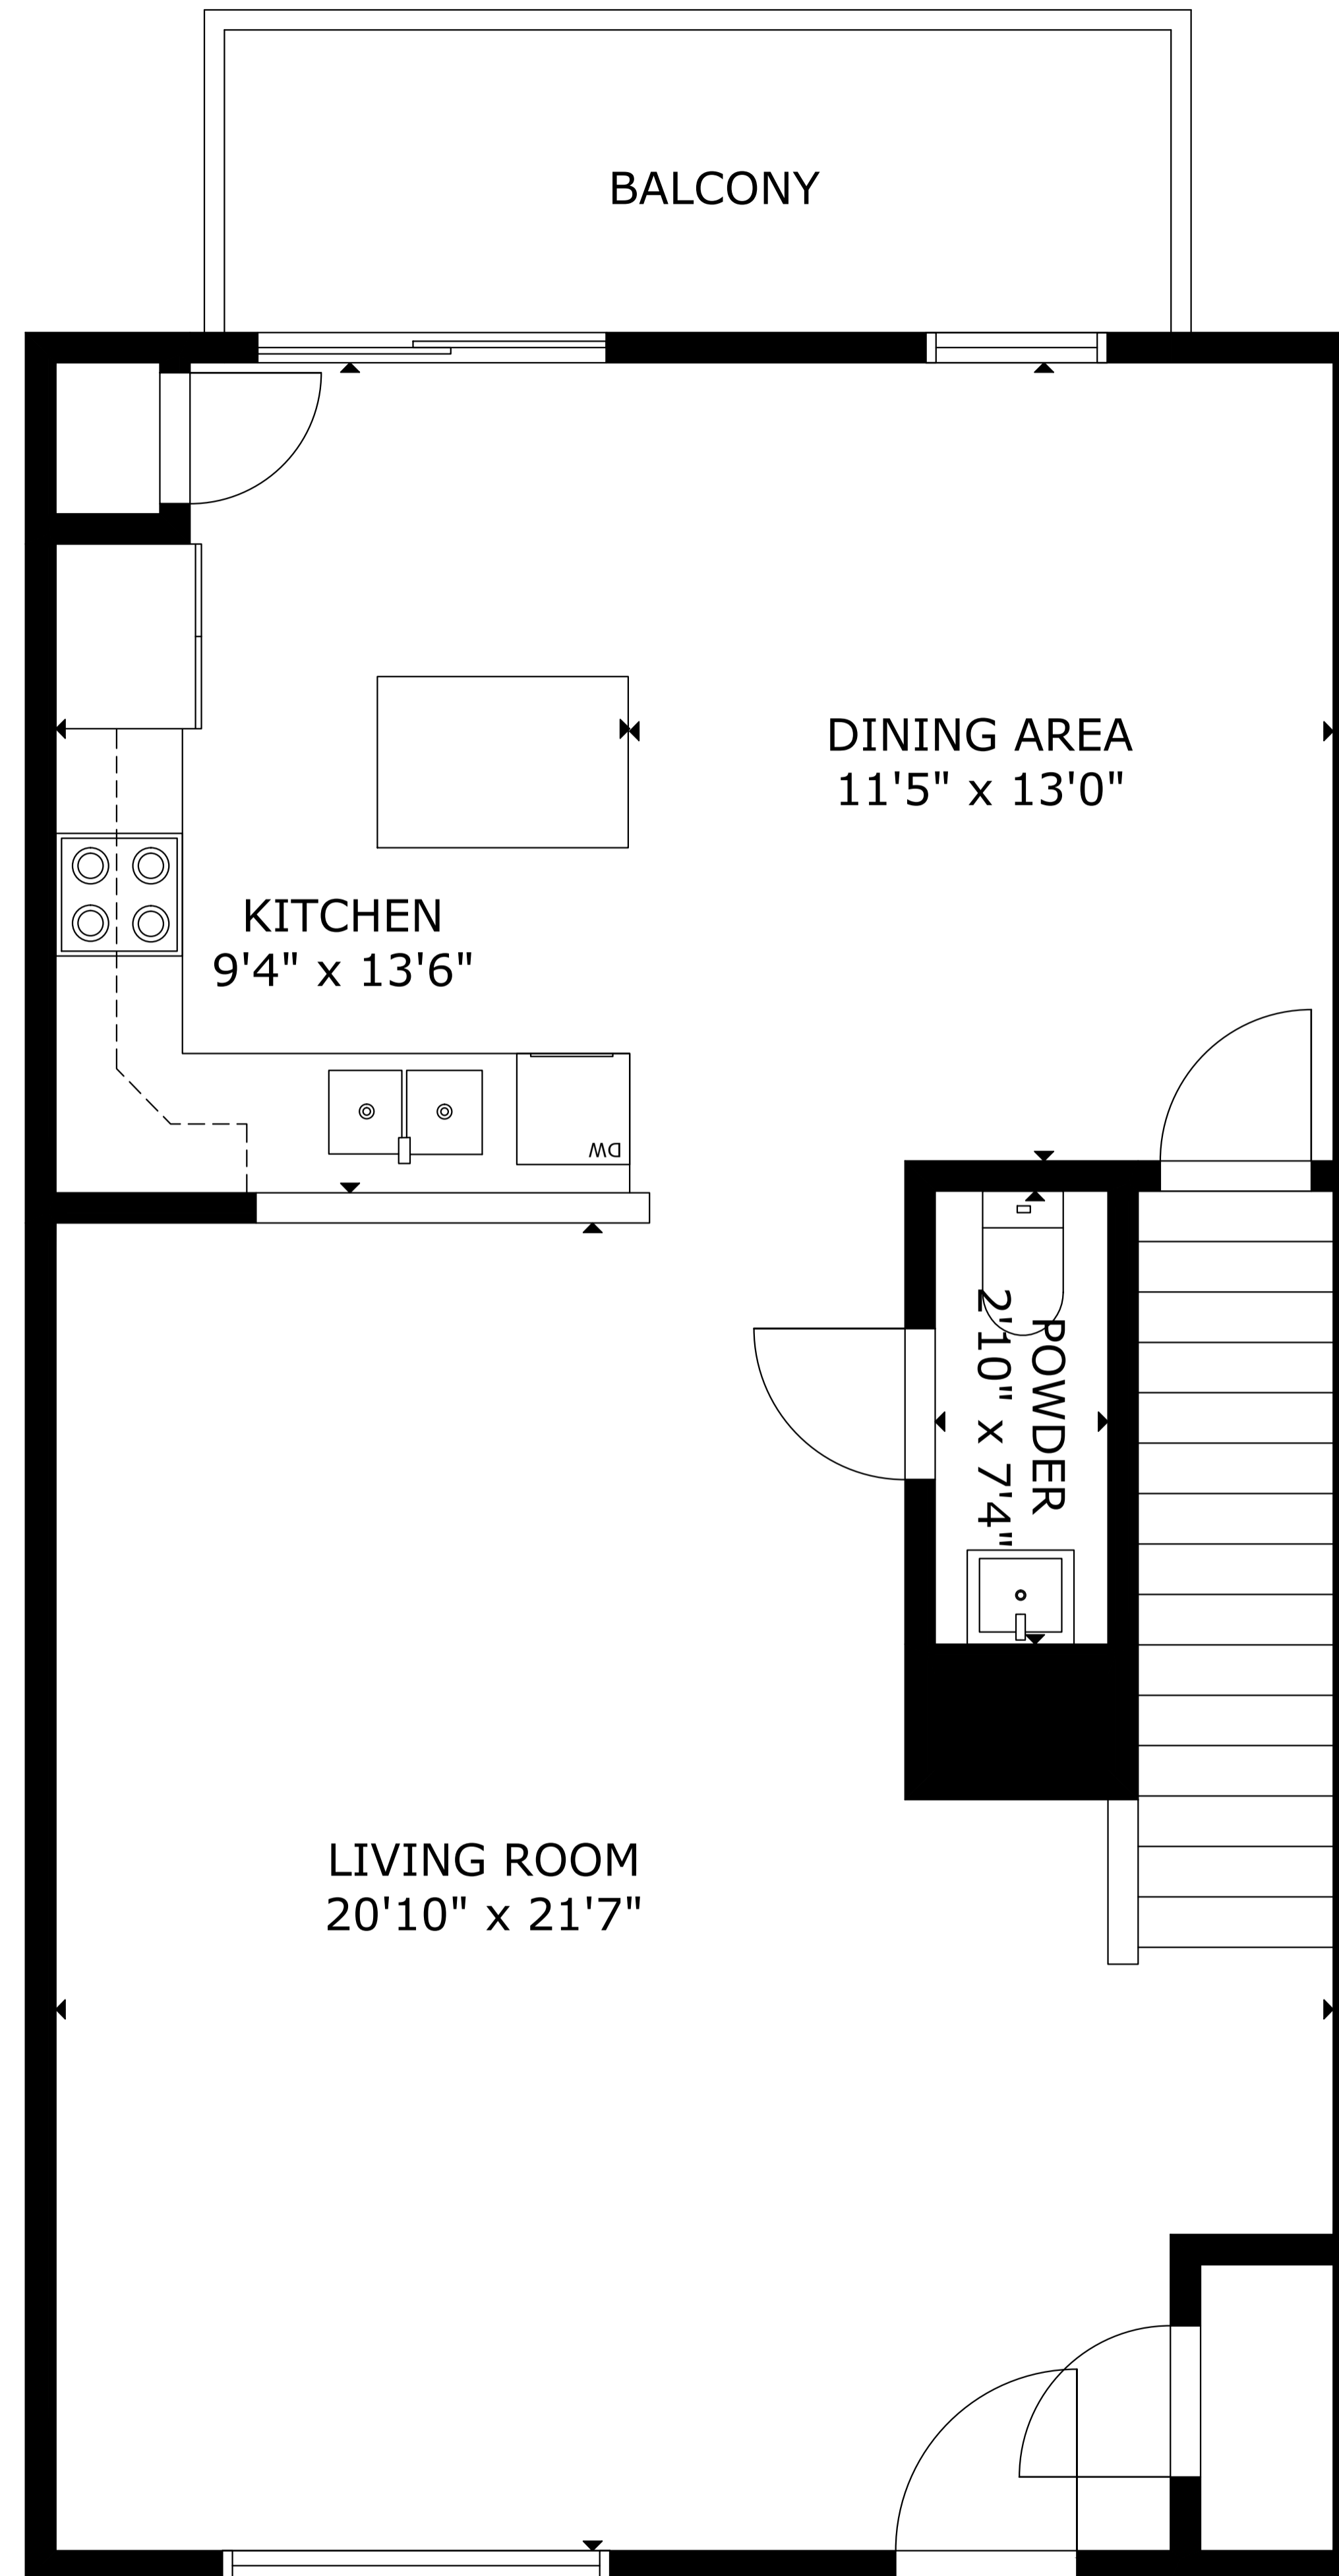 BALCONY
DINING AREA
11'5" x 13'0"
KITCHEN
9'4" x 13'6"
DW
POWDER
2'10" x 7'4"
LIVING ROOM
20'10" x 21'7"